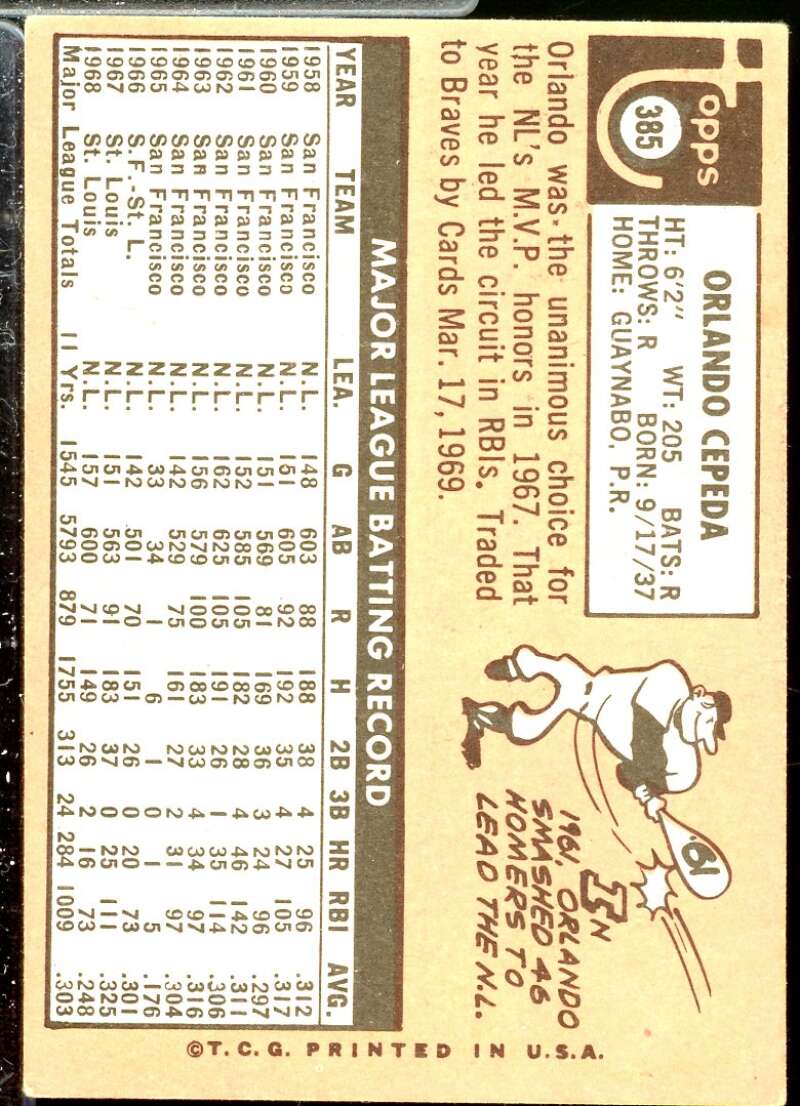 Topps
385
ORLANDO CEPEDA
HT: 6'2" WT: 205 BATS: R
THROWS: R BORN: 9/17/37
HOME: GUAYNABO, P.R.
Orlando was the unanimous choice for
the NL's M.V.P. honors in 1967. That
year he led the circuit in RBIs. Traded
to Braves by Cards Mar. 17, 1969.
'61
IN
1961, ORLANDO
SMASHED 46
HOMERS TO
LEAD THE N.L.
MAJOR LEAGUE BATTING RECORD
YEAR TEAM LEA. G AB R H 2B 3B HR RBI AVG.
1958 San Francisco N.L. 148 603 88 188 38 4 25 96 .312
1959 San Francisco N.L. 151 605 92 192 35 4 27 105 .317
1960 San Francisco N.L. 151 569 81 169 36 3 24 96 .297
1961 San Francisco N.L. 152 585 105 182 28 4 46 142 .311
1962 San Francisco N.L. 162 625 105 191 26 1 35 114 .306
1963 San Francisco N.L. 156 579 100 183 33 4 34 97 .316
1964 San Francisco N.L. 142 529 75 161 27 2 31 97 .304
1965 San Francisco N.L. 33 34 1 6 1 0 1 5 .176
1966 S.F.-St. L. N.L. 142 501 70 151 26 0 20 73 .301
1967 St. Louis N.L. 151 563 91 183 37 0 25 111 .325
1968 St. Louis N.L. 157 600 71 149 26 2 16 73 .248
Major League Totals 11 Yrs. 1545 5793 879 1755 313 24 284 1009 .303
©T.C.G. PRINTED IN U.S.A.